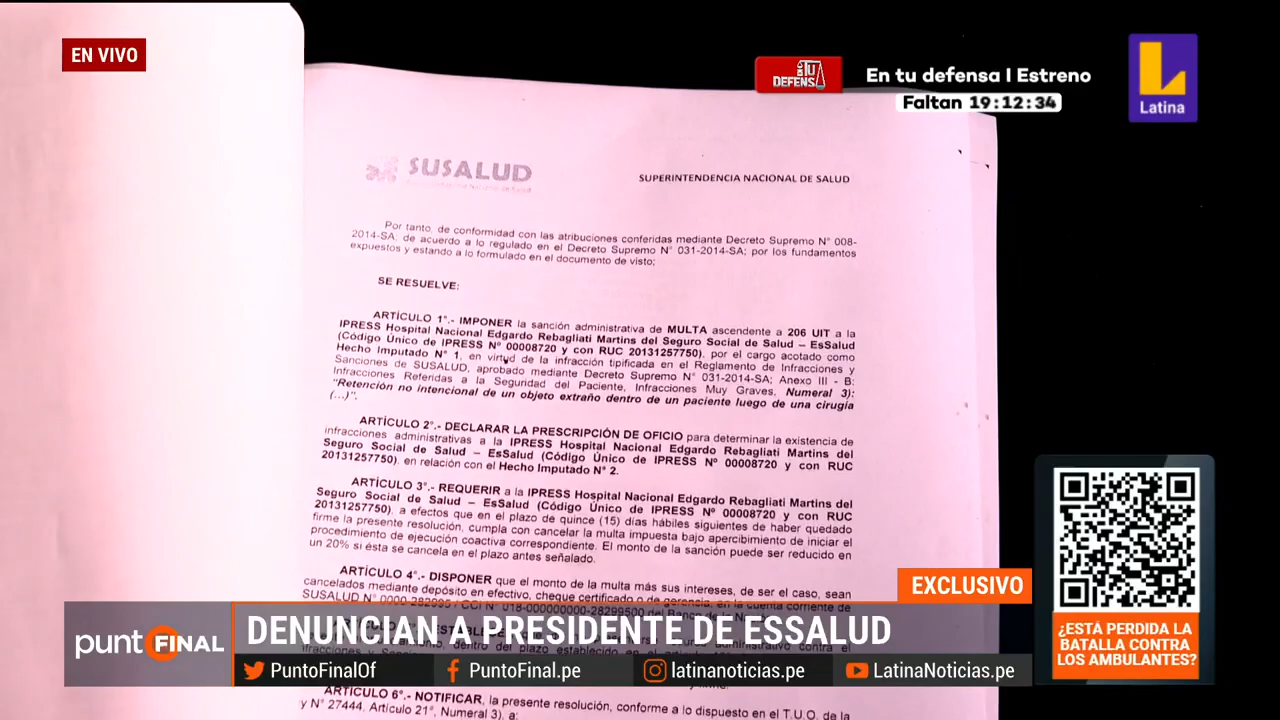 EN VIVO
EN TU
DEFENSA
En tu defensa I Estreno
Faltan 19:12:34
Latina
SUSALUD
SUPERINTENDENCIA NACIONAL DE SALUD
Por tanto, de conformidad con las atribuciones conferidas mediante Decreto Supremo N° 008-
2014-SA; de acuerdo a lo regulado en el Decreto Supremo N° 031-2014-SA; por los fundamentos
expuestos y estando a lo formulado en el documento de visto;
SE RESUELVE:
ARTÍCULO 1°.- IMPONER la sanción administrativa de MULTA ascendente a 206 UIT a la
IPRESS Hospital Nacional Edgardo Rebagliati Martins del Seguro Social de Salud – EsSalud
(Código Único de IPRESS Nº 00008720 y con RUC 20131257750), por el cargo acotado como
Hecho Imputado N° 1, en virtud de la infracción tipificada en el Reglamento de Infracciones y
Sanciones de SUSALUD, aprobado mediante Decreto Supremo N° 031-2014-SA; Anexo III - B:
Infracciones Referidas a la Seguridad del Paciente, Infracciones Muy Graves, Numeral 3):
"Retención no intencional de un objeto extraño dentro de un paciente luego de una cirugía
(...)".
ARTÍCULO 2°.- DECLARAR LA PRESCRIPCIÓN DE OFICIO para determinar la existencia de
infracciones administrativas a la IPRESS Hospital Nacional Edgardo Rebagliati Martins del
Seguro Social de Salud – EsSalud (Código Único de IPRESS Nº 00008720 y con RUC
20131257750), en relación con el Hecho Imputado N° 2.
ARTÍCULO 3°.- REQUERIR a la IPRESS Hospital Nacional Edgardo Rebagliati Martins del
Seguro Social de Salud – EsSalud (Código Único de IPRESS Nº 00008720 y con RUC
20131257750), a efectos que en el plazo de quince (15) días hábiles siguientes de haber quedado
firme la presente resolución, cumpla con cancelar la multa impuesta bajo apercibimiento de iniciar el
procedimiento de ejecución coactiva correspondiente. El monto de la sanción puede ser reducido en
un 20% si ésta se cancela en el plazo antes señalado.
ARTÍCULO 4°.- DISPONER que el monto de la multa más sus intereses, de ser el caso, sean
cancelados mediante depósito en efectivo, cheque certificado o de gerencia, en la cuenta corriente de
SUSALUD N° 0000-282995 / CCI N° 018-000000000-28299500 del Banco de la
EXCLUSIVO
punto FINAL
DENUNCIAN A PRESIDENTE DE ESSALUD
PuntoFinalOf
PuntoFinal.pe
latinanoticias.pe
LatinaNoticias.pe
ARTÍCULO 6°.- NOTIFICAR, la presente resolución, conforme a lo dispuesto en el T.U.O. de la
y N° 27444, Artículo 21°, Numeral 3), a:
¿ESTÁ PERDIDA LA
BATALLA CONTRA
LOS AMBULANTES?